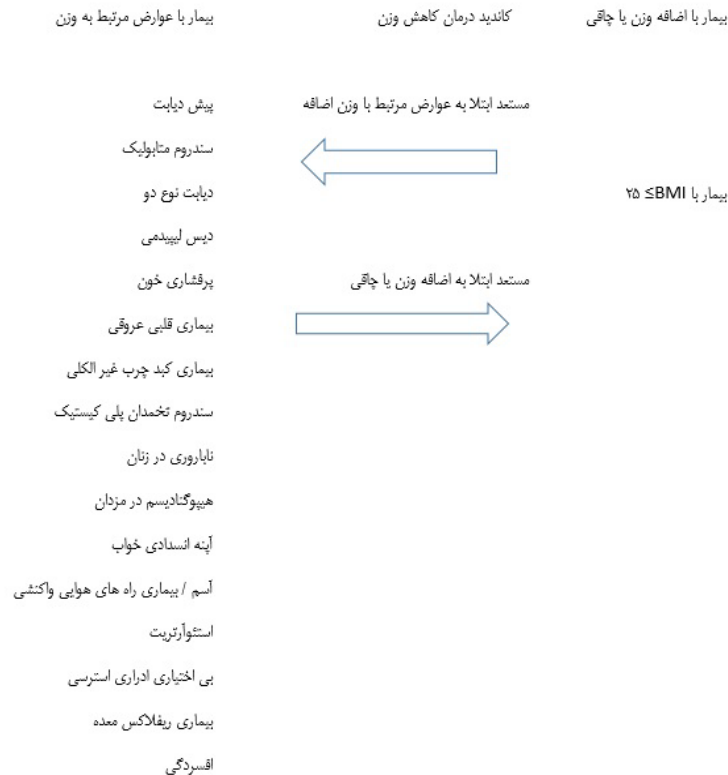 بیمار با اضافه وزن یا چاقی
کاندید درمان کاهش وزن
بیمار با عوارض مرتبط به وزن
مستعد ابتلا به عوارض مرتبط با وزن اضافه
پیش دیابت
سندروم متابولیک
بیمار با BMI≥ ۲۵
دیابت نوع دو
دیس لیپیدمی
مستعد ابتلا به اضافه وزن یا چاقی
پرفشاری خون
بیماری قلبی عروقی
بیماری کبد چرب غیر الکلی
سندروم تخمدان پلی کیستیک
ناباروری در زنان
هیپوگنادیسم در مردان
آپنه انسدادی خواب
آسم / بیماری راه های هوایی واکنشی
استئوآرتریت
بی اختیاری ادراری استرسی
بیماری ریفلاکس معده
افسردگی